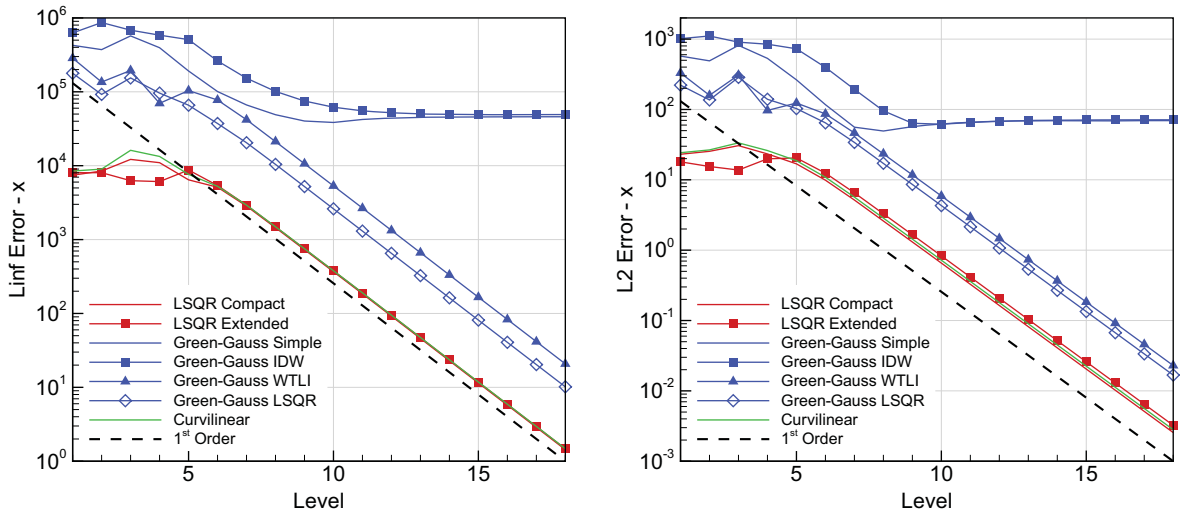 10^6
10^5
10^4
10^3
10^2
10^1
10^0
Linf Error - x
LSQR Compact
LSQR Extended
Green-Gauss Simple
Green-Gauss IDW
Green-Gauss WTLI
Green-Gauss LSQR
Curvilinear
1st Order
5
10
15
Level
10^3
10^2
10^1
10^0
10^-1
10^-2
10^-3
L2 Error - x
LSQR Compact
LSQR Extended
Green-Gauss Simple
Green-Gauss IDW
Green-Gauss WTLI
Green-Gauss LSQR
Curvilinear
1st Order
5
10
15
Level